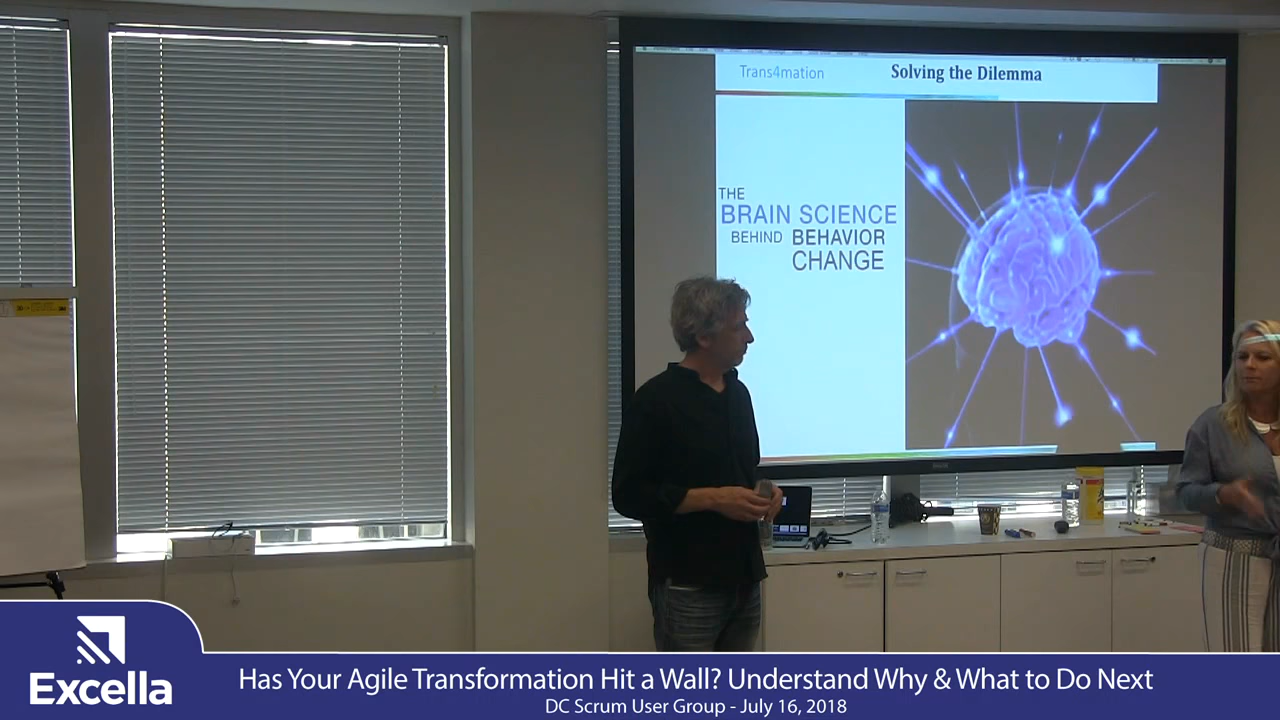 Trans4mation
Solving the Dilemma
THE
BRAIN SCIENCE
BEHIND BEHAVIOR
CHANGE
Excella
Has Your Agile Transformation Hit a Wall? Understand Why & What to Do Next
DC Scrum User Group - July 16, 2018